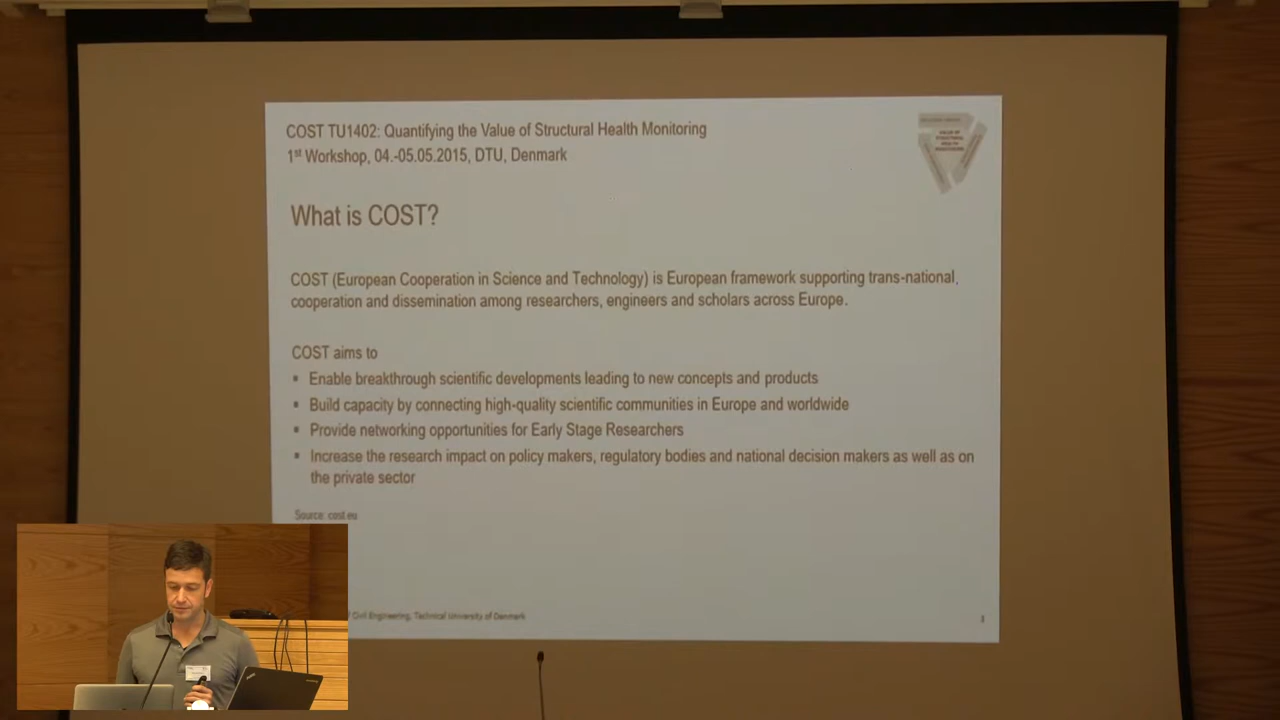 COST TU1402: Quantifying the Value of Structural Health Monitoring
1st Workshop, 04.-05.05.2015, DTU, Denmark
What is COST?
COST (European Cooperation in Science and Technology) is European framework supporting trans-national,
cooperation and dissemination among researchers, engineers and scholars across Europe.
COST aims to
▪ Enable breakthrough scientific developments leading to new concepts and products
▪ Build capacity by connecting high-quality scientific communities in Europe and worldwide
▪ Provide networking opportunities for Early Stage Researchers
▪ Increase the research impact on policy makers, regulatory bodies and national decision makers as well as on
the private sector
Source: cost.eu
Civil Engineering, Technical University of Denmark